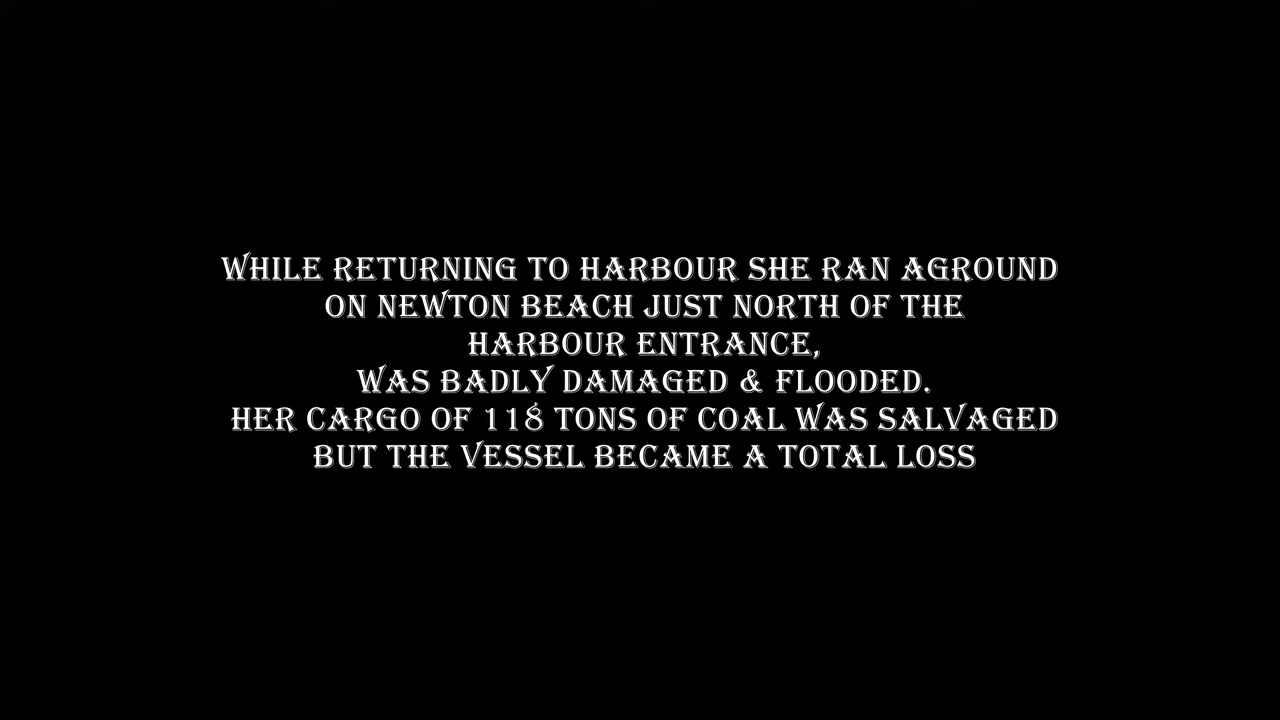 WHILE RETURNING TO HARBOUR SHE RAN AGROUND
ON NEWTON BEACH JUST NORTH OF THE
HARBOUR ENTRANCE,
WAS BADLY DAMAGED & FLOODED.
HER CARGO OF 118 TONS OF COAL WAS SALVAGED
BUT THE VESSEL BECAME A TOTAL LOSS